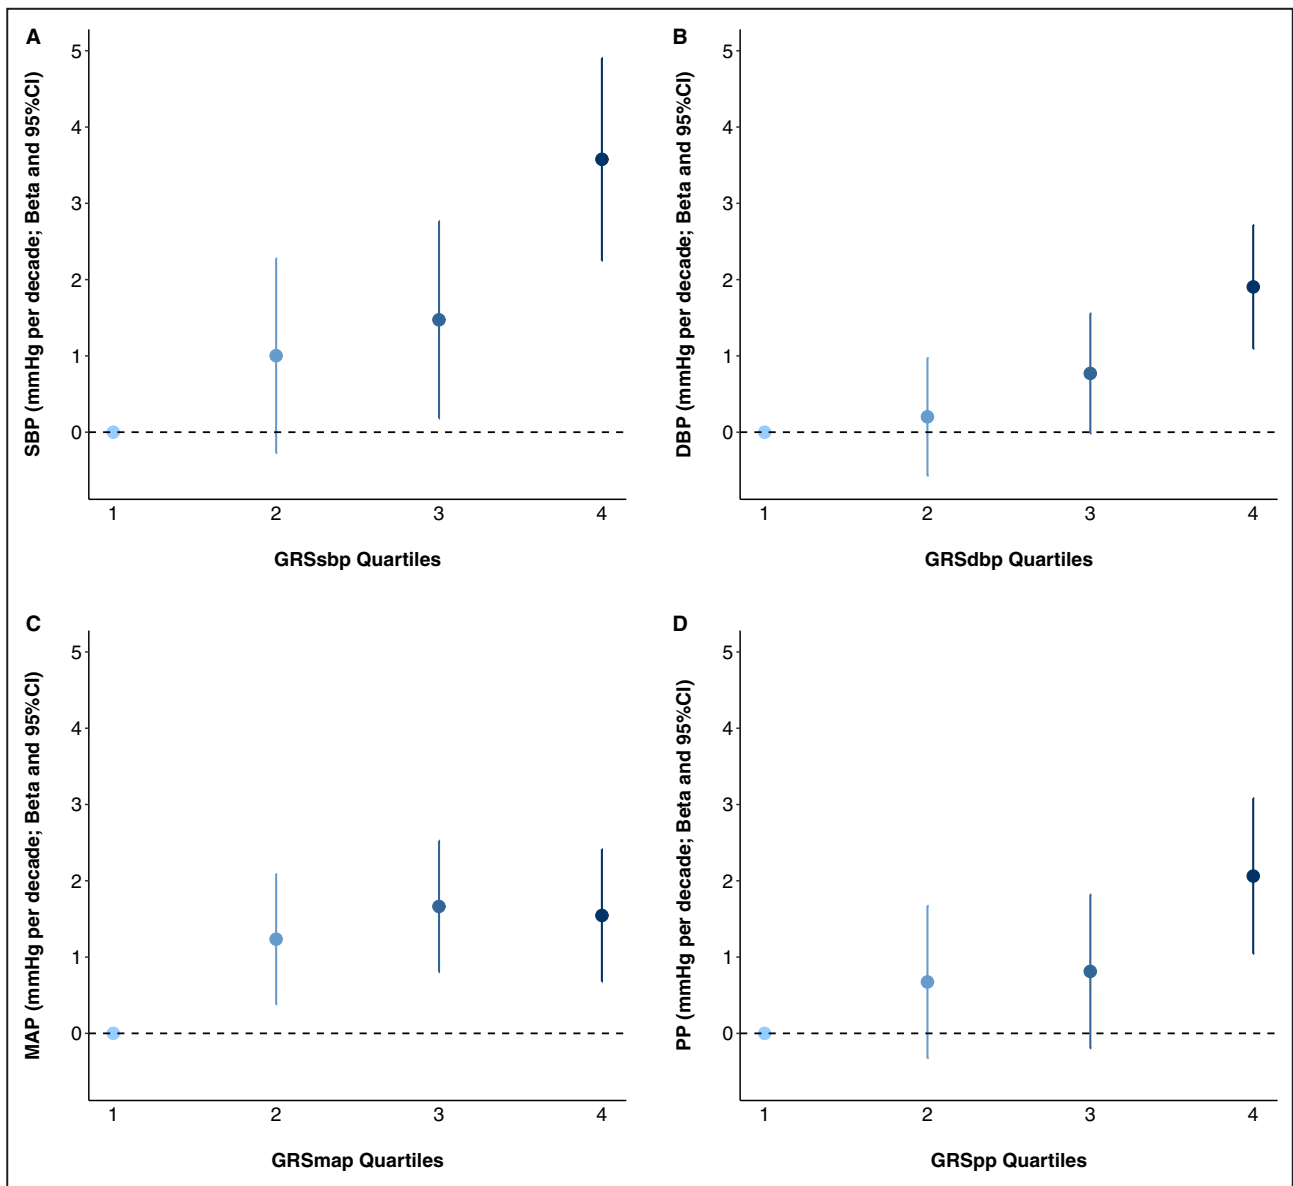 A
SBP (mmHg per decade; Beta and 95%CI)
5
4
3
2
1
0
1 2 3 4
GRSsbp Quartiles
B
DBP (mmHg per decade; Beta and 95%CI)
5
4
3
2
1
0
1 2 3 4
GRSdbp Quartiles
C
MAP (mmHg per decade; Beta and 95%CI)
5
4
3
2
1
0
1 2 3 4
GRSmap Quartiles
D
PP (mmHg per decade; Beta and 95%CI)
5
4
3
2
1
0
1 2 3 4
GRSpp Quartiles